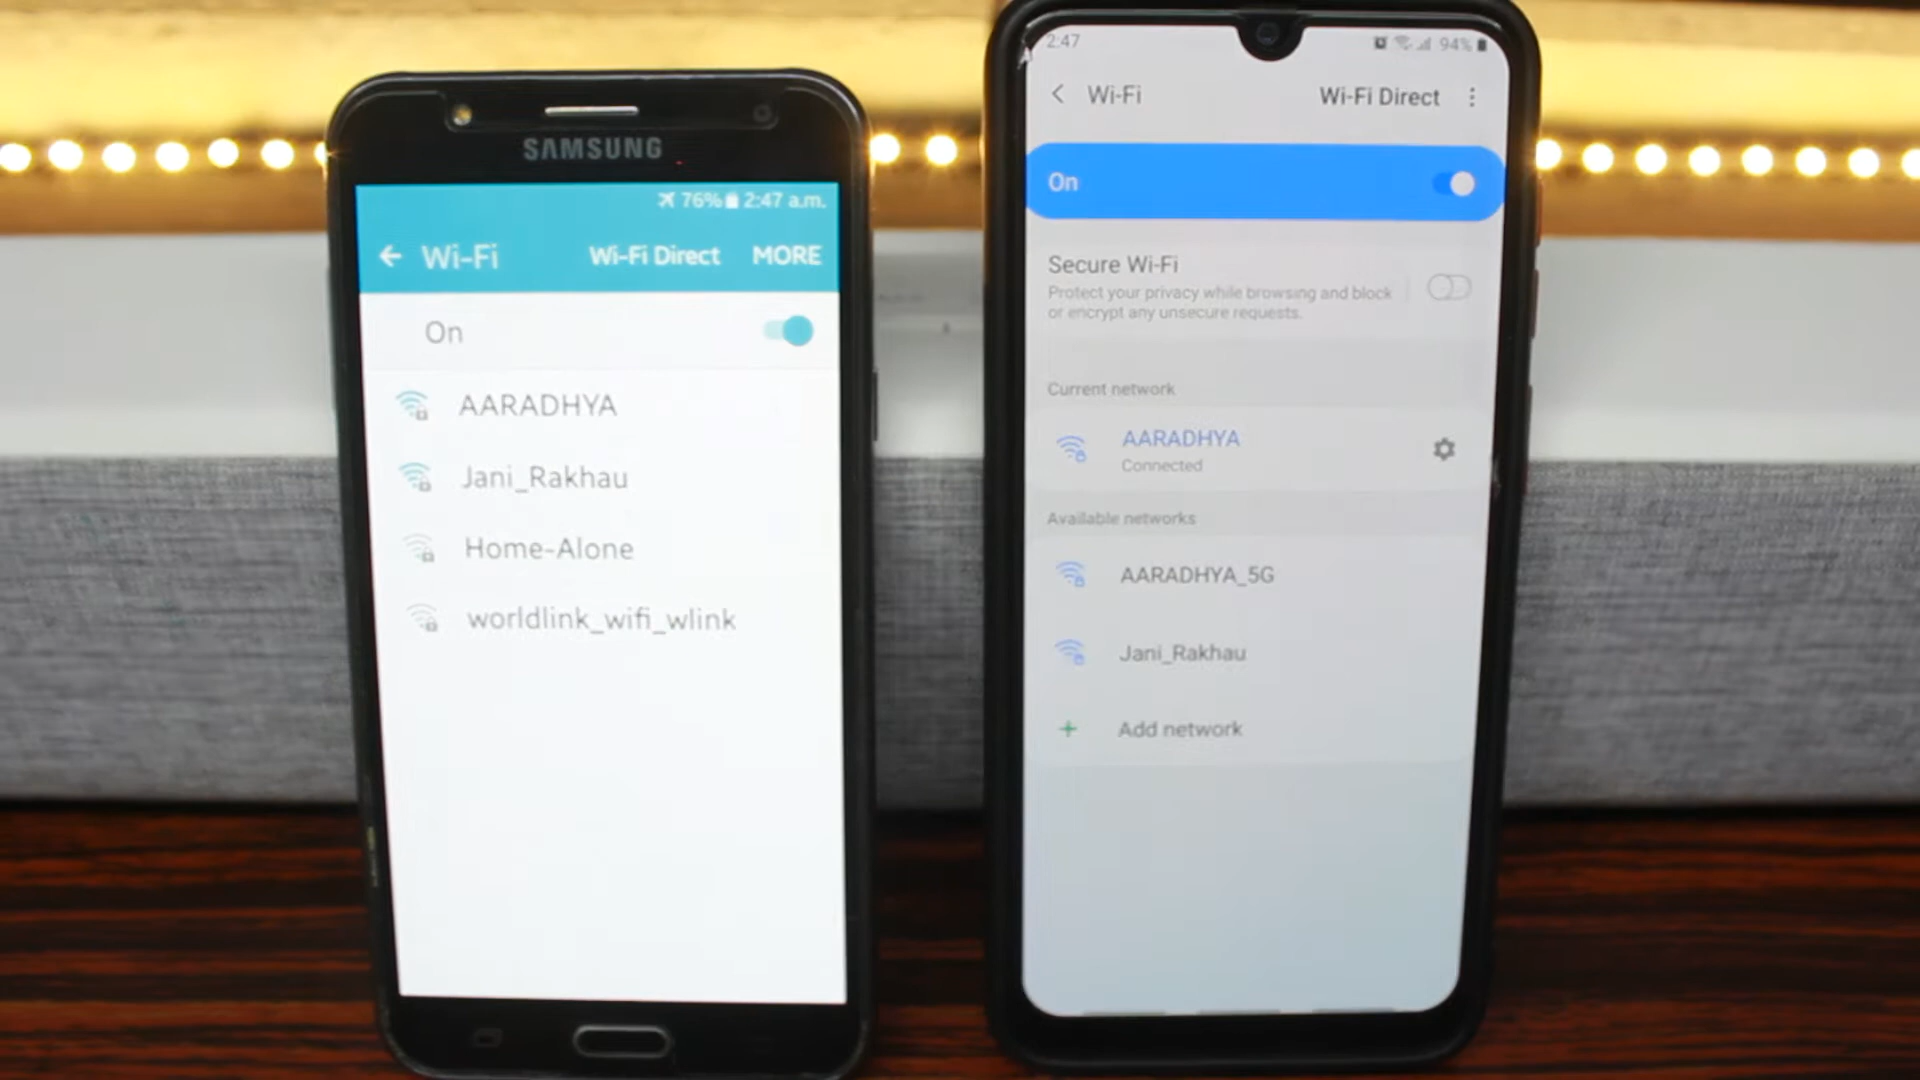 SAMSUNG
76% 2:47 a.m.
Wi-Fi Wi-Fi Direct MORE
On
AARADHYA
Jani_Rakhau
Home-Alone
worldlink_wifi_wlink
2:47 94%
Wi-Fi Wi-Fi Direct
On
Secure Wi-Fi
Protect your privacy while browsing and block
or encrypt any unsecure requests.
Current network
AARADHYA
Connected
Available networks
AARADHYA_5G
Jani_Rakhau
Add network